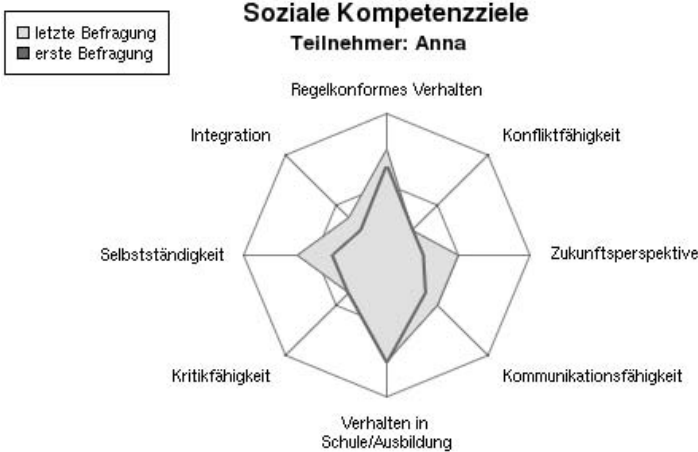 Soziale Kompetenzziele
Teilnehmer: Anna
letzte Befragung
erste Befragung
Regelkonformes Verhalten
Integration
Konfliktfähigkeit
Selbstständigkeit
Zukunftsperspektive
Kritikfähigkeit
Kommunikationsfähigkeit
Verhalten in
Schule/Ausbildung